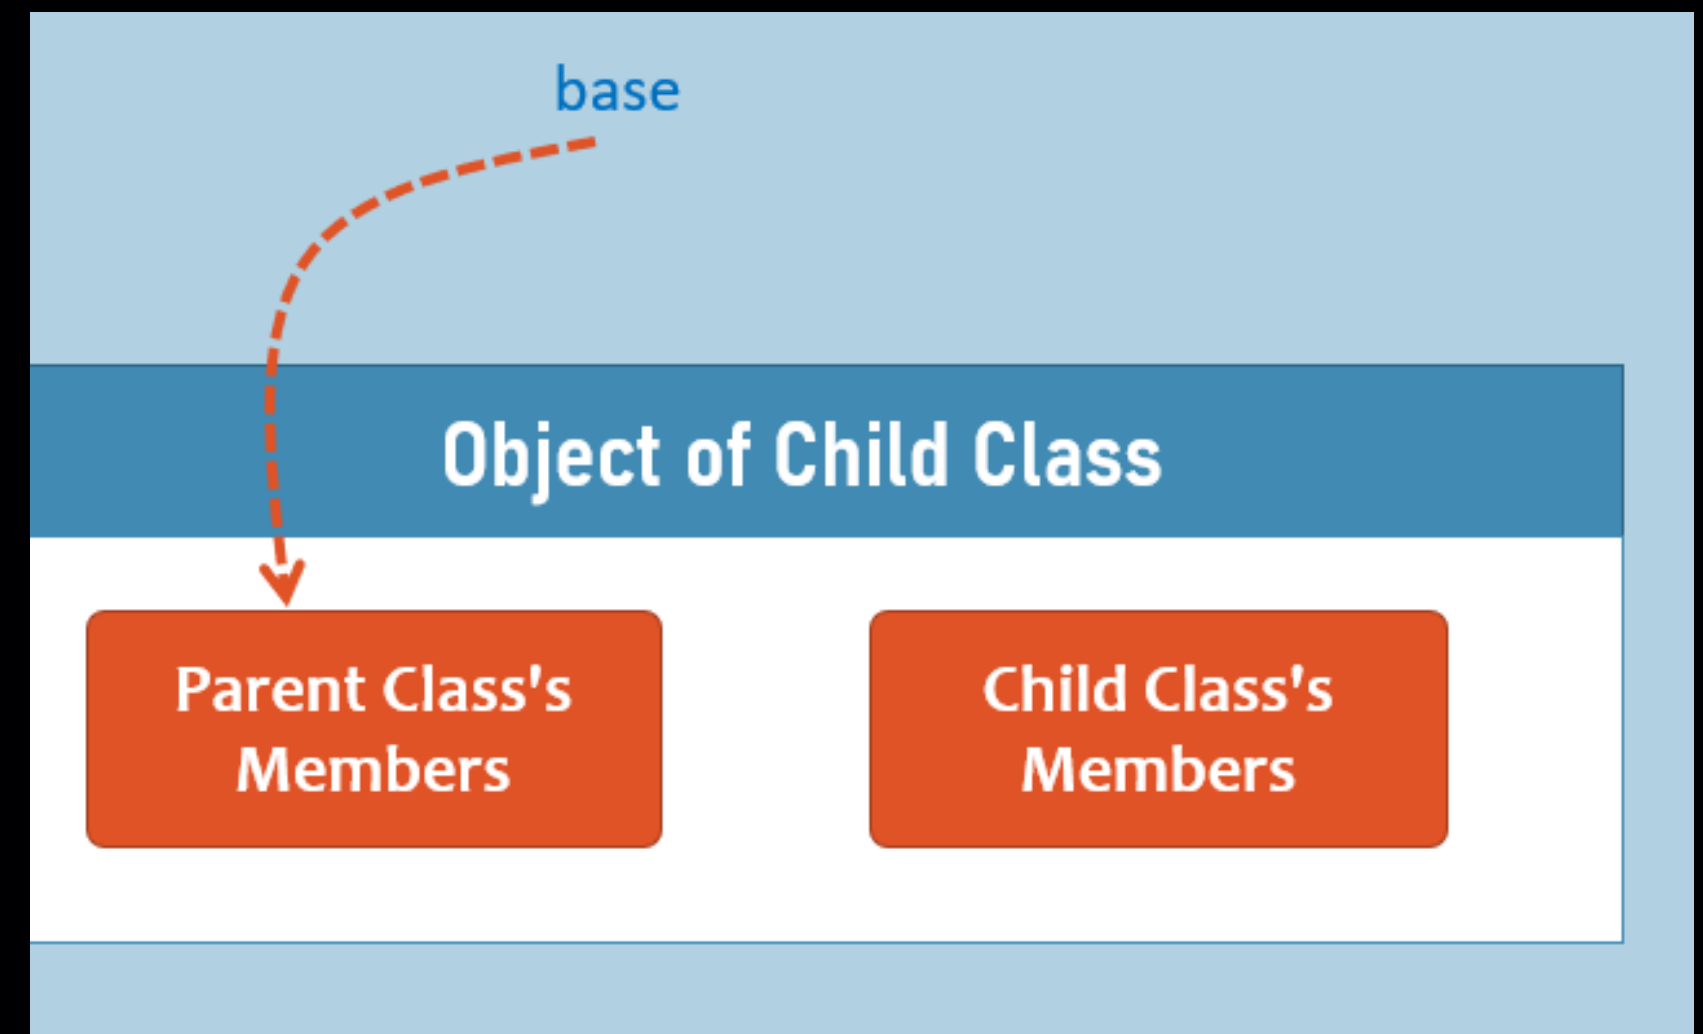 base
Object of Child Class
Parent Class's
Members
Child Class's
Members